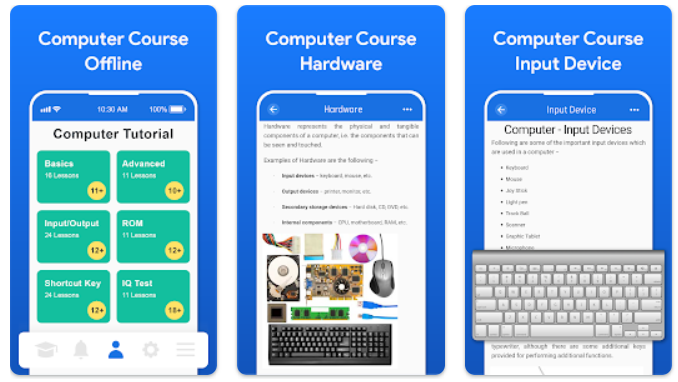 Computer Course
Offline
10:30 AM
100%
Computer Tutorial
Basics
16 Lessons
11+
Advanced
11 Lessons
10+
Input/Output
24 Lessons
12+
ROM
11 Lessons
12+
Shortcut Key
24 Lessons
12+
IQ Test
11 Lessons
15+
Computer Course
Hardware
Hardware
Hardware represents the physical and tangible
components of a computer, i.e. the components that can
be seen and touched.
Examples of Hardware are the following –
Input devices – keyboard, mouse, etc.
Output devices – printer, monitor, etc.
Secondary storage devices – Hard disk, CD, DVD, etc.
Internal components – CPU, motherboard, RAM, etc.
Computer Course
Input Device
Input Device
Computer - Input Devices
Following are some of the important input devices which
are used in a computer –
Keyboard
Mouse
Joy Stick
Light pen
Track Ball
Scanner
Graphic Tablet
Microphone
typewriter, although there are some additional keys
provided for performing additional functions.